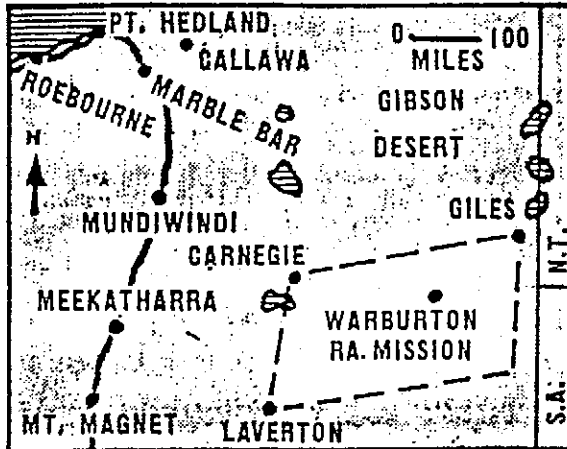 PT. HEDLAND
CALLAWA
0 100
MILES
ROEBOURNE
MARBLE BAR
GIBSON
DESERT
N
MUNDIWINDI
GILES
CARNEGIE
N.T.
MEEKATHARRA
WARBURTON
RA. MISSION
MT. MAGNET
LAVERTON
S.A.